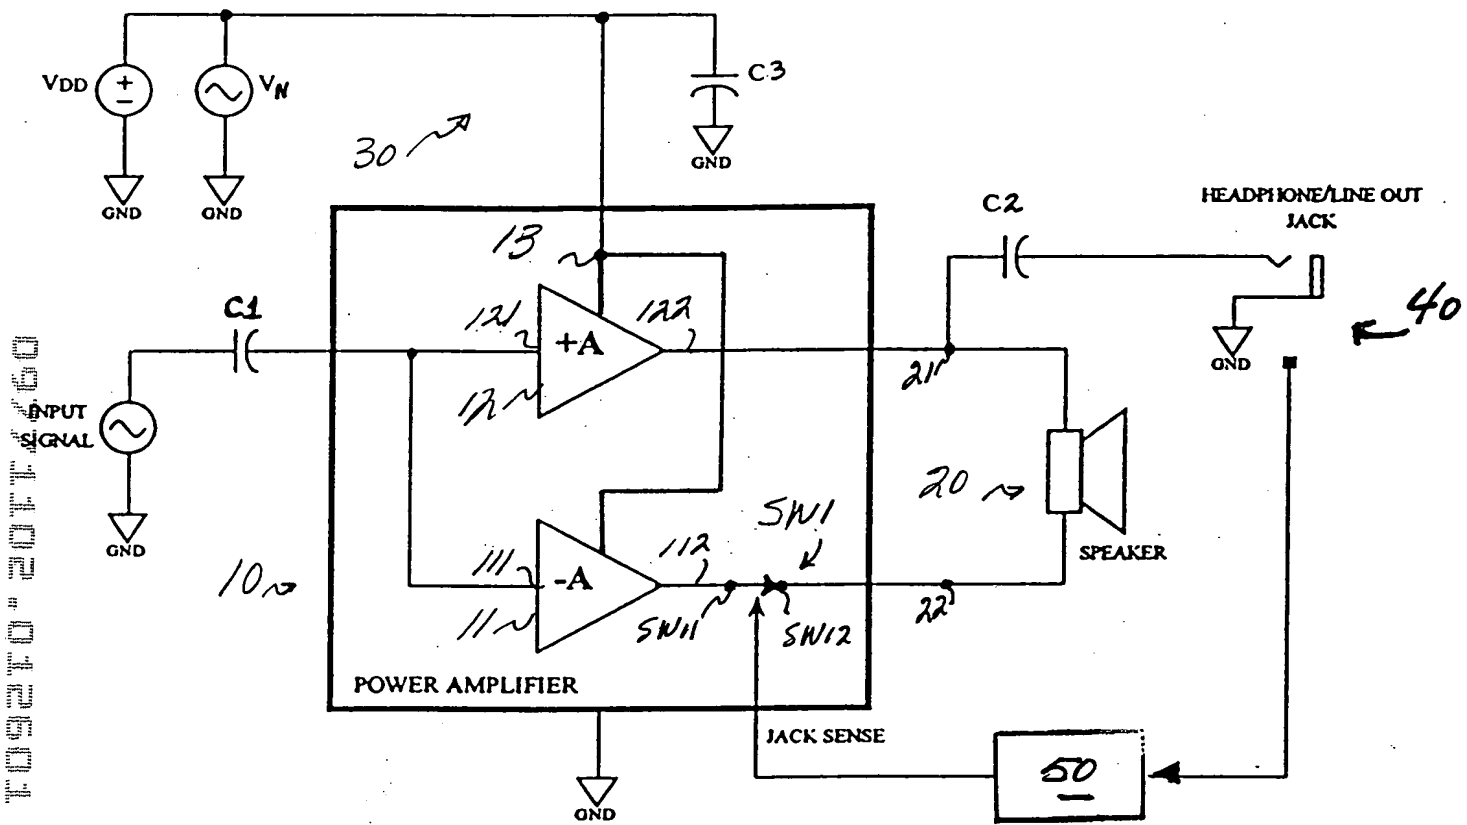 VDD
+
−
VN
C3
GND
GND
GND
30
HEADPHONE/LINE OUT
JACK
C2
13
40
C1
121
+A
122
12
21
GND
INPUT
SIGNAL
GND
20
SPEAKER
SW1
111
-A
112
10
11
SW11
SW12
22
POWER AMPLIFIER
JACK SENSE
50
GND
09771102.012601